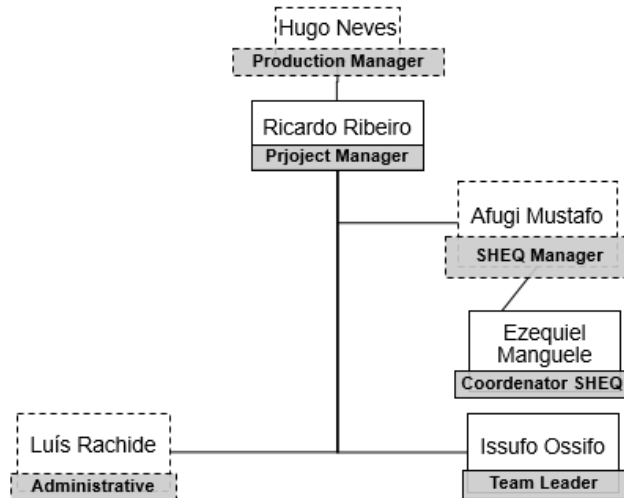 Hugo Neves
Production Manager
Ricardo Ribeiro
Prjoject Manager
Afugi Mustafo
SHEQ Manager
Ezequiel
Manguele
Coordenator SHEQ
Luís Rachide
Administrative
Issufo Ossifo
Team Leader